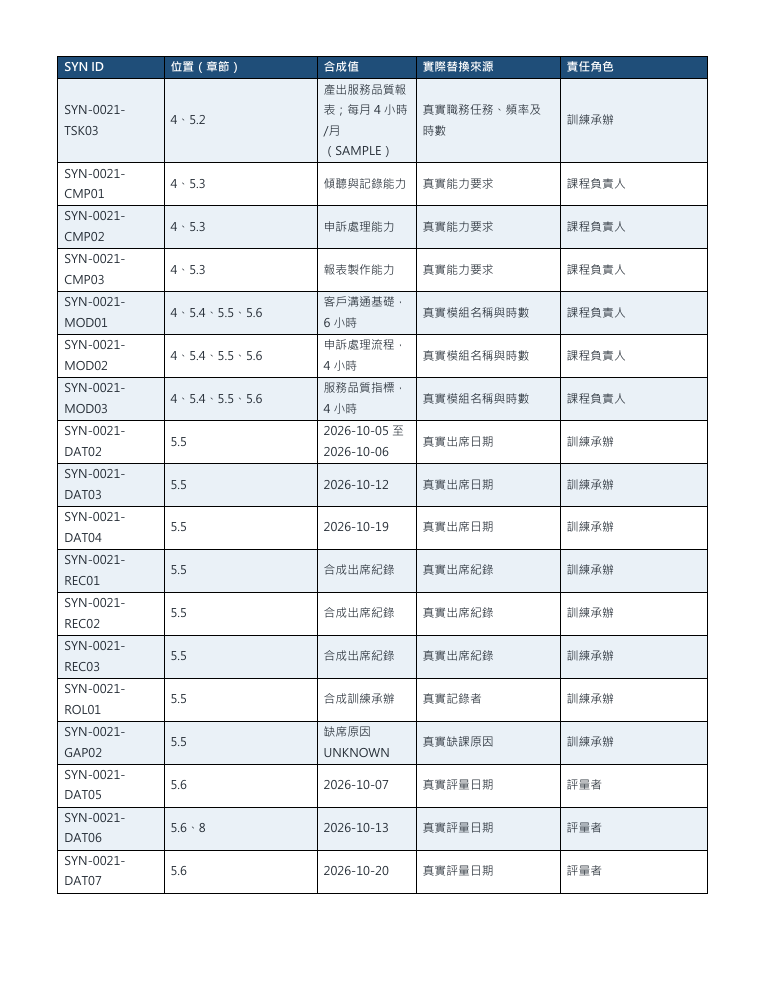 SYN ID 位置（章節） 合成值 實際替換來源 責任角色
SYN-0021-TSK03 4、5.2 產出服務品質報表；每月 4 小時/月（SAMPLE） 真實職務任務、頻率及時數 訓練承辦
SYN-0021-CMP01 4、5.3 傾聽與記錄能力 真實能力要求 課程負責人
SYN-0021-CMP02 4、5.3 申訴處理能力 真實能力要求 課程負責人
SYN-0021-CMP03 4、5.3 報表製作能力 真實能力要求 課程負責人
SYN-0021-MOD01 4、5.4、5.5、5.6 客戶溝通基礎，6 小時 真實模組名稱與時數 課程負責人
SYN-0021-MOD02 4、5.4、5.5、5.6 申訴處理流程，4 小時 真實模組名稱與時數 課程負責人
SYN-0021-MOD03 4、5.4、5.5、5.6 服務品質指標，4 小時 真實模組名稱與時數 課程負責人
SYN-0021-DAT02 5.5 2026-10-05 至 2026-10-06 真實出席日期 訓練承辦
SYN-0021-DAT03 5.5 2026-10-12 真實出席日期 訓練承辦
SYN-0021-DAT04 5.5 2026-10-19 真實出席日期 訓練承辦
SYN-0021-REC01 5.5 合成出席紀錄 真實出席紀錄 訓練承辦
SYN-0021-REC02 5.5 合成出席紀錄 真實出席紀錄 訓練承辦
SYN-0021-REC03 5.5 合成出席紀錄 真實出席紀錄 訓練承辦
SYN-0021-ROL01 5.5 合成訓練承辦 真實記錄者 訓練承辦
SYN-0021-GAP02 5.5 缺席原因 UNKNOWN 真實缺課原因 訓練承辦
SYN-0021-DAT05 5.6 2026-10-07 真實評量日期 評量者
SYN-0021-DAT06 5.6、8 2026-10-13 真實評量日期 評量者
SYN-0021-DAT07 5.6 2026-10-20 真實評量日期 評量者